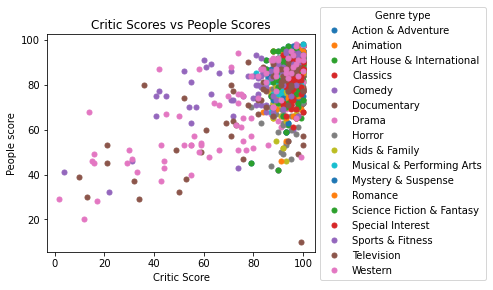 Critic Scores vs People Scores
People score
100
80
60
40
20
0
20
40
60
80
100
Critic Score
Genre type
Action & Adventure
Animation
Art House & International
Classics
Comedy
Documentary
Drama
Horror
Kids & Family
Musical & Performing Arts
Mystery & Suspense
Romance
Science Fiction & Fantasy
Special Interest
Sports & Fitness
Television
Western